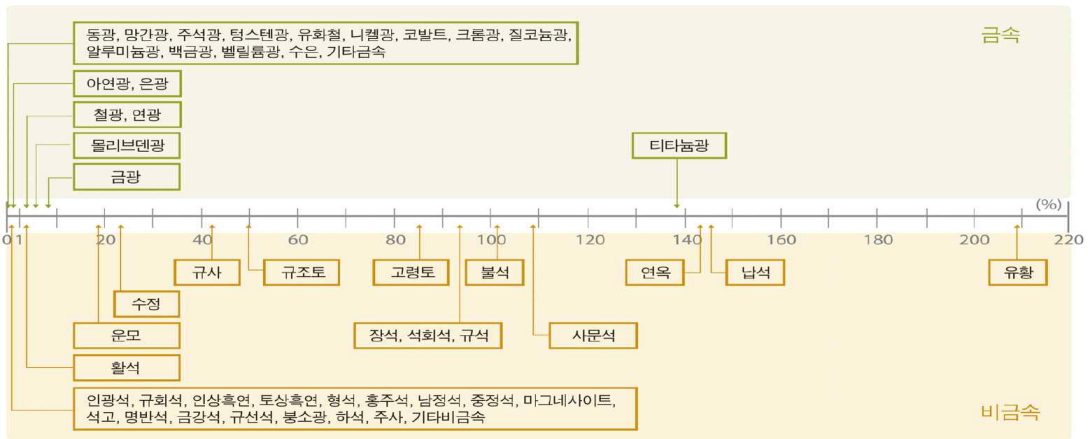 동광, 망간광, 주석광, 텅스텐광, 유화철, 니켈광, 코발트, 크롬광, 질코늄광,
알루미늄광, 백금광, 벨릴륨광, 수은, 기타금속
금속
아연광, 은광
철광, 연광
몰리브덴광
티타늄광
금광
(%)
0 1 20 40 60 80 100 120 140 160 180 200 220
규사 규조토 고령토 불석 연옥 납석 유황
수정
운모 장석, 석회석, 규석 사문석
활석
인광석, 규회석, 인상흑연, 토상흑연, 형석, 홍주석, 남정석, 중정석, 마그네사이트,
석고, 명반석, 금강석, 규선석, 붕소광, 하석, 주사, 기타비금속
비금속